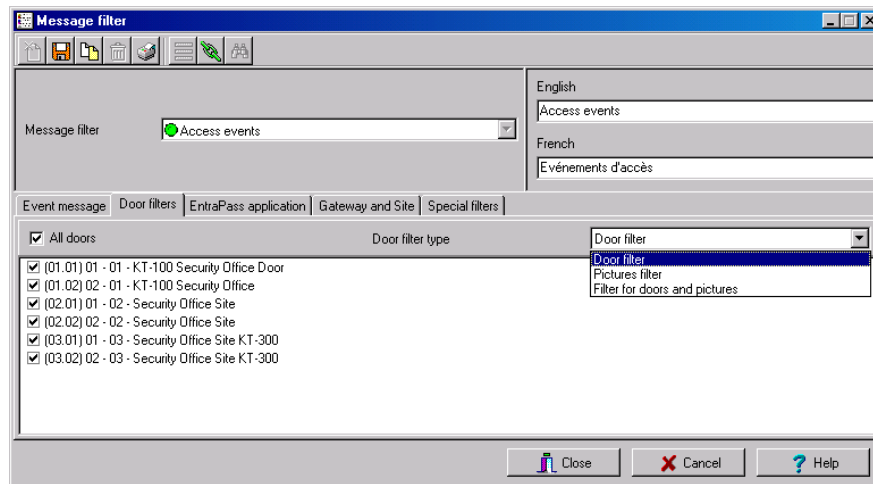 Message filter
English
Access events
Message filter
Access events
French
Evénements d'accès
Event message
Door filters
EntraPass application
Gateway and Site
Special filters
All doors
Door filter type
Door filter
Door filter
Pictures filter
Filter for doors and pictures
(01.01) 01 - 01 - KT-100 Security Office Door
(01.02) 02 - 01 - KT-100 Security Office
(02.01) 01 - 02 - Security Office Site
(02.02) 02 - 02 - Security Office Site
(03.01) 01 - 03 - Security Office Site KT-300
(03.02) 02 - 03 - Security Office Site KT-300
Close
Cancel
Help